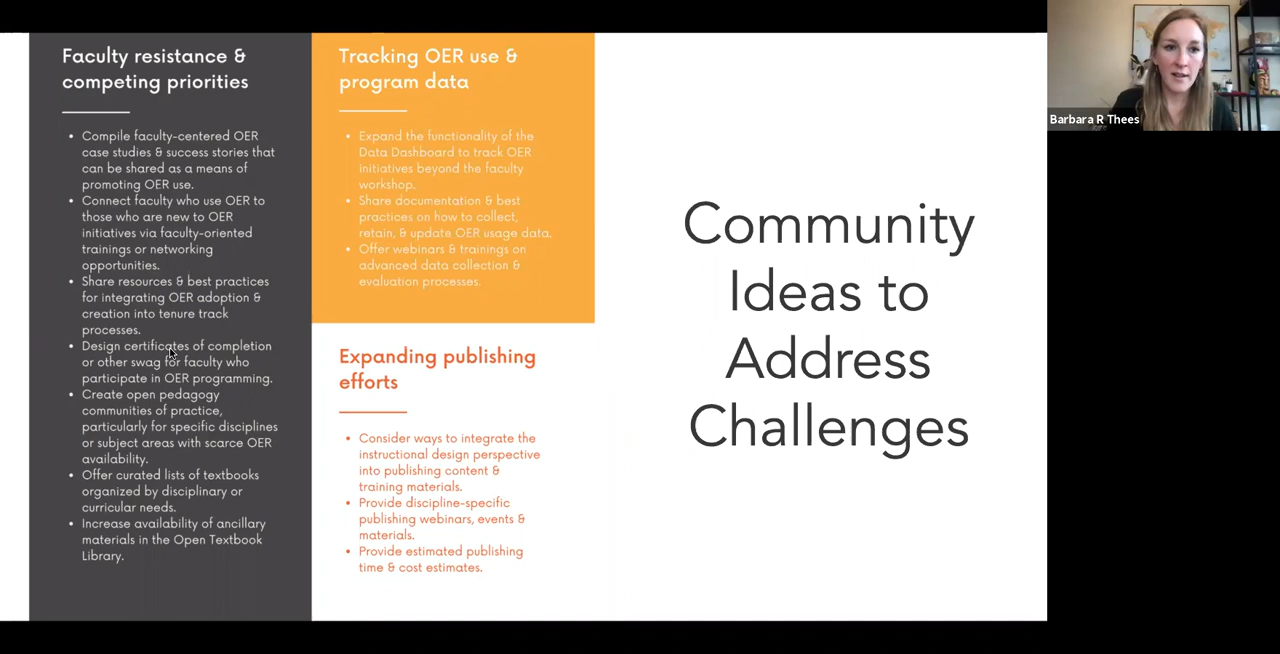 Faculty resistance &
competing priorities
Compile faculty-centered OER
case studies & success stories that
can be shared as a means of
promoting OER use.
Connect faculty who use OER to
those who are new to OER
initiatives via faculty-oriented
trainings or networking
opportunities.
Share resources & best practices
for integrating OER adoption &
creation into tenure track
processes.
Design certificates of completion
or other swag for faculty who
participate in OER programming.
Create open pedagogy
communities of practice,
particularly for specific disciplines
or subject areas with scarce OER
availability.
Offer curated lists of textbooks
organized by disciplinary or
curricular needs.
Increase availability of ancillary
materials in the Open Textbook
Library.
Tracking OER use &
program data
Expand the functionality of the
Data Dashboard to track OER
initiatives beyond the faculty
workshop.
Share documentation & best
practices on how to collect,
retain, & update OER usage data.
Offer webinars & trainings on
advanced data collection &
evaluation processes.
Expanding publishing
efforts
Consider ways to integrate the
instructional design perspective
into publishing content &
training materials.
Provide discipline-specific
publishing webinars, events &
materials.
Provide estimated publishing
time & cost estimates.
Community
Ideas to
Address
Challenges
Barbara R Thees